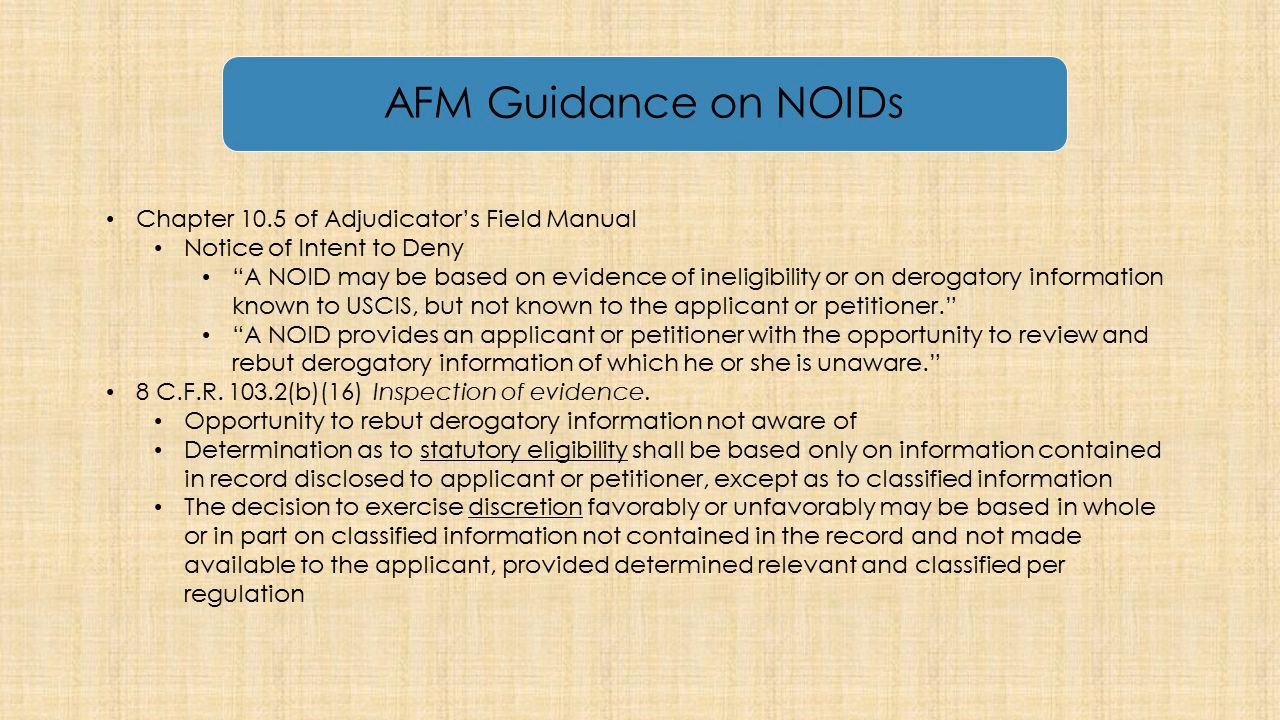 AFM Guidance on NOIDs
• Chapter 10.5 of Adjudicator’s Field Manual
• Notice of Intent to Deny
• “A NOID may be based on evidence of ineligibility or on derogatory information
known to USCIS, but not known to the applicant or petitioner.”
• “A NOID provides an applicant or petitioner with the opportunity to review and
rebut derogatory information of which he or she is unaware.”
• 8 C.F.R. 103.2(b)(16) Inspection of evidence.
• Opportunity to rebut derogatory information not aware of
• Determination as to statutory eligibility shall be based only on information contained
in record disclosed to applicant or petitioner, except as to classified information
• The decision to exercise discretion favorably or unfavorably may be based in whole
or in part on classified information not contained in the record and not made
available to the applicant, provided determined relevant and classified per
regulation